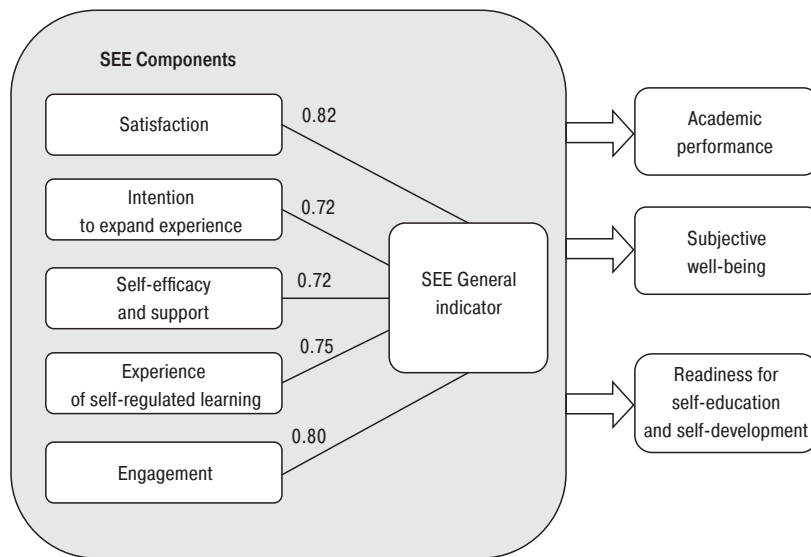 SEE Components
Satisfaction
0.82
Intention
to expand experience
0.72
Self-efficacy
and support
0.72
Experience
of self-regulated learning
0.75
Engagement
0.80
SEE General
indicator
Academic
performance
Subjective
well-being
Readiness for
self-education
and self-development